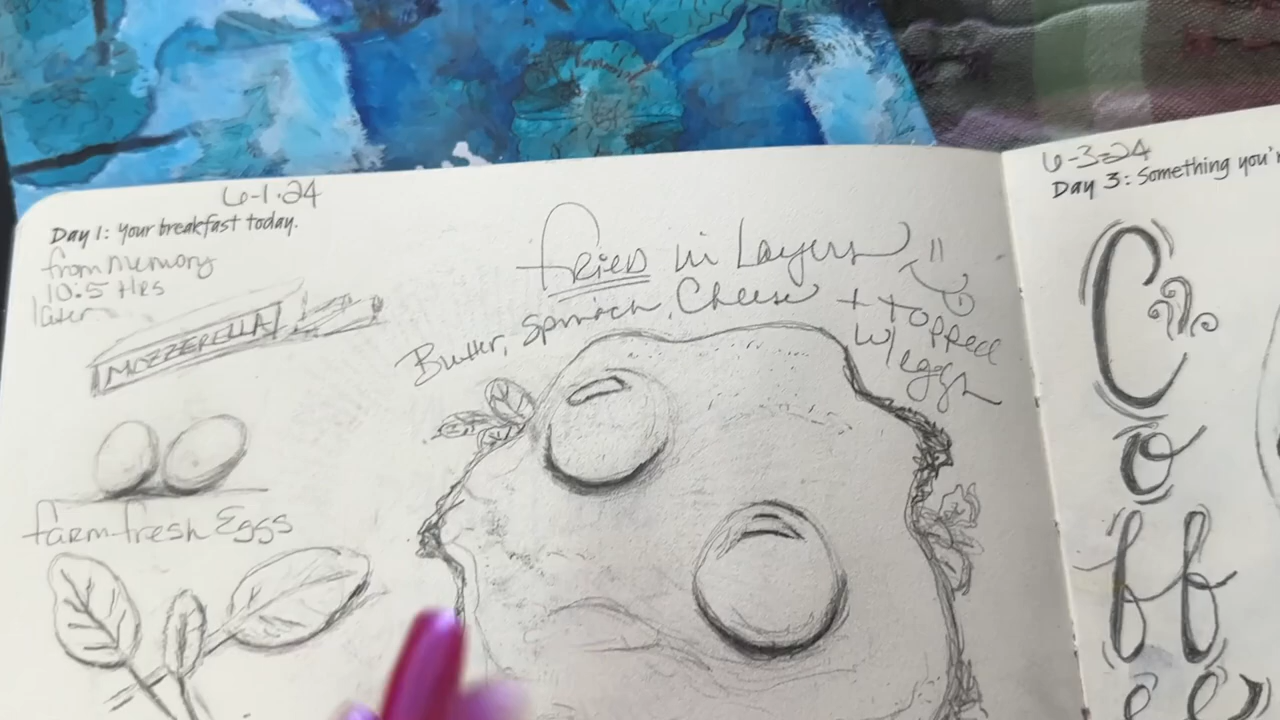 6-1-24
Day 1: Your breakfast today.
from memory
10.5 Hrs
later
MOZZERELLA
fried in Layers
Butter, Spinach, Cheese + topped
w/ eggs
farm-fresh Eggs
6-3-24
Day 3: Something you'r
Coffee